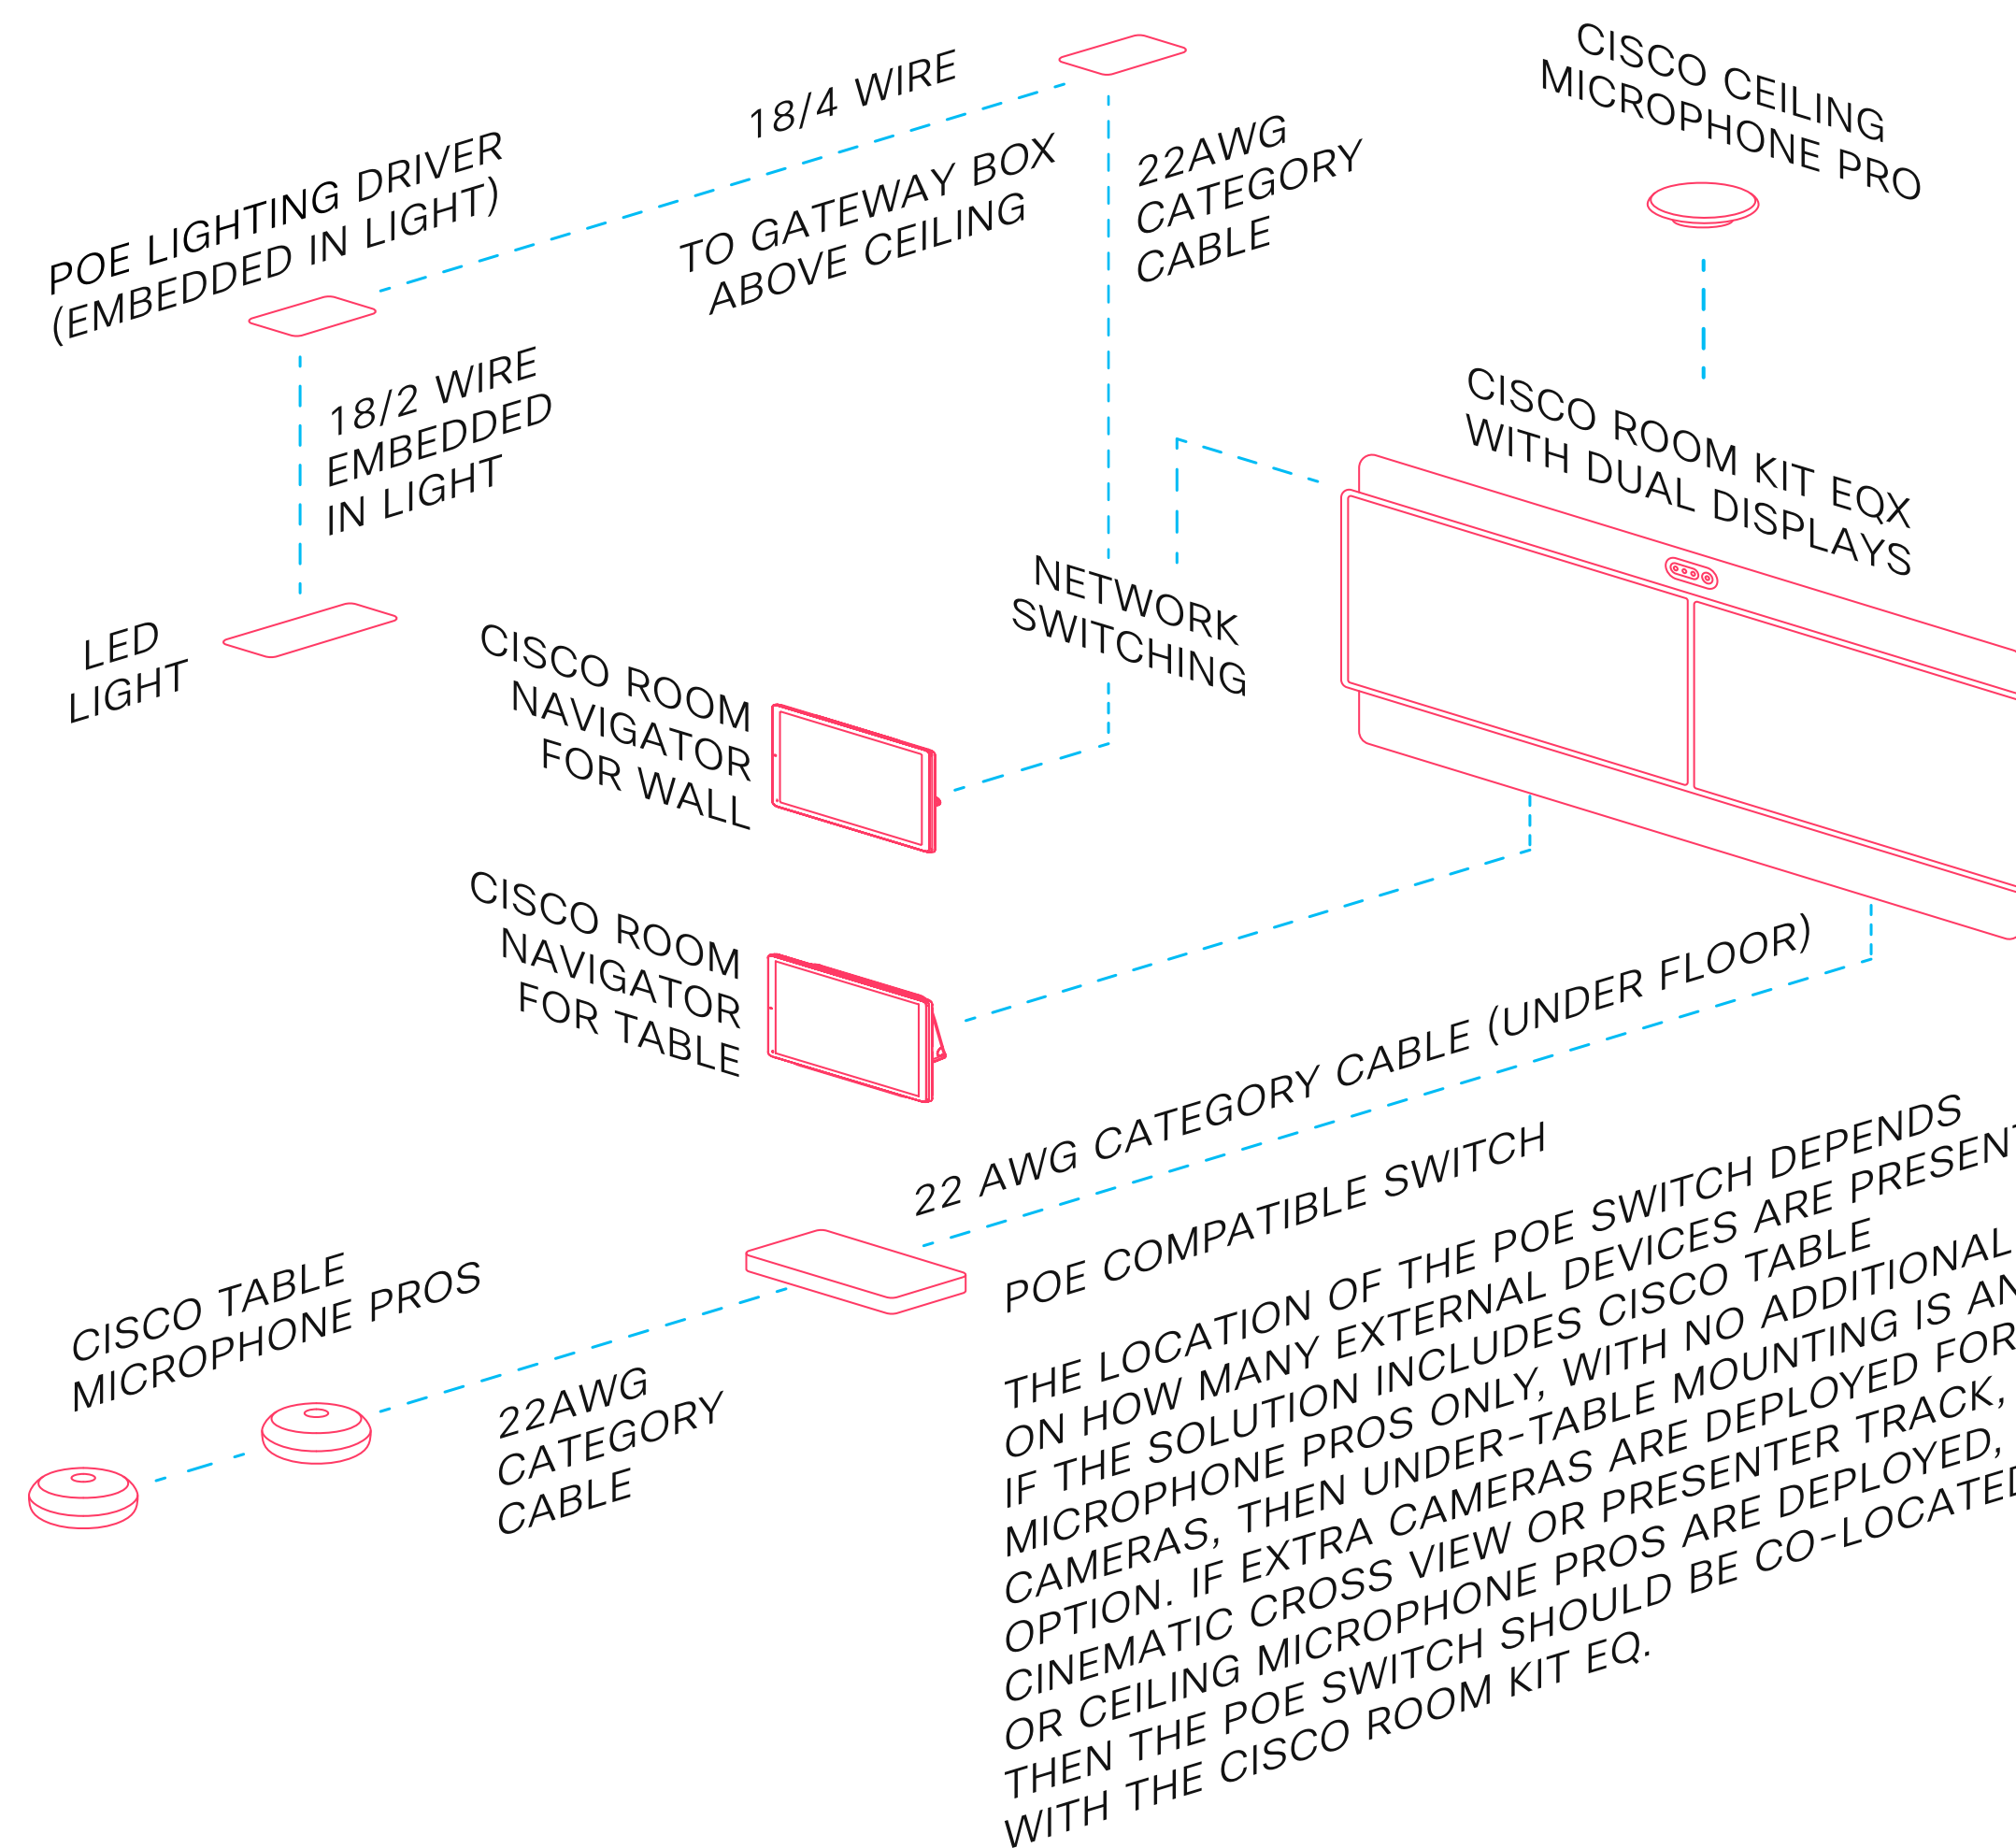 CISCO CEILING
MICROPHONE PRO
18/4 WIRE
22AWG
CATEGORY
CABLE
TO GATEWAY BOX
ABOVE CEILING
POE LIGHTING DRIVER
(EMBEDDED IN LIGHT)
18/2 WIRE
EMBEDDED
IN LIGHT
CISCO ROOM KIT EQX
WITH DUAL DISPLAYS
NETWORK
SWITCHING
LED
LIGHT
CISCO ROOM
NAVIGATOR
FOR WALL
CISCO ROOM
NAVIGATOR
FOR TABLE
22 AWG CATEGORY CABLE (UNDER FLOOR)
POE COMPATIBLE SWITCH
CISCO TABLE
MICROPHONE PROS
22AWG
CATEGORY
CABLE
THE LOCATION OF THE POE SWITCH DEPENDS
ON HOW MANY EXTERNAL DEVICES ARE PRESENT
IF THE SOLUTION INCLUDES CISCO TABLE
MICROPHONE PROS ONLY, WITH NO ADDITIONAL
CAMERAS, THEN UNDER-TABLE MOUNTING IS AN
OPTION. IF EXTRA CAMERAS ARE DEPLOYED FOR
CINEMATIC CROSS VIEW OR PRESENTER TRACK,
OR CEILING MICROPHONE PROS ARE DEPLOYED,
THEN THE POE SWITCH SHOULD BE CO-LOCATED
WITH THE CISCO ROOM KIT EQ.